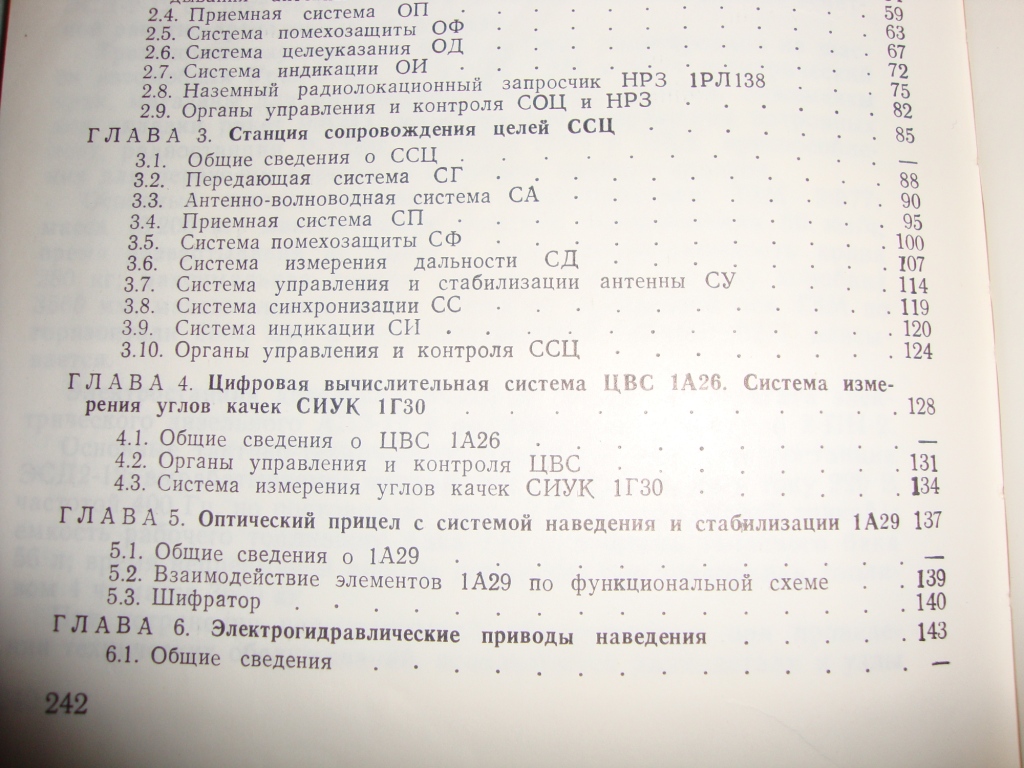 2.4. Приемная система ОП . . . . . . . . . 59
2.5. Система помехозащиты ОФ . . . . . . . . 63
2.6. Система целеуказания ОД . . . . . . . . 67
2.7. Система индикации ОИ . . . . . . . . . 72
2.8. Наземный радиолокационный запросчик НРЗ 1РЛ138 . . . . 75
2.9. Органы управления и контроля СОЦ и НРЗ . . . . . . 82
ГЛАВА 3. Станция сопровождения целей ССЦ . . . . . . 85
3.1. Общие сведения о ССЦ . . . . . . . . . . —
3.2. Передающая система СГ . . . . . . . . . 88
3.3. Антенно-волноводная система СА . . . . . . . . 90
3.4. Приемная система СП . . . . . . . . . . 95
3.5. Система помехозащиты СФ . . . . . . . . . 100
3.6. Система измерения дальности СД . . . . . . . 107
3.7. Система управления и стабилизации антенны СУ . . . . 114
3.8. Система синхронизации СС . . . . . . . . . 119
3.9. Система индикации СИ . . . . . . . . . . 120
3.10. Органы управления и контроля ССЦ . . . . . . . 124
ГЛАВА 4. Цифровая вычислительная система ЦВС 1А26. Система изме-
рения углов качек СИУК 1Г30 . . . . . . . . . . 128
4.1. Общие сведения о ЦВС 1А26 . . . . . . . . —
4.2. Органы управления и контроля ЦВС . . . . . . . 131
4.3. Система измерения углов качек СИУК 1Г30 . . . . . 134
ГЛАВА 5. Оптический прицел с системой наведения и стабилизации 1А29 137
5.1. Общие сведения о 1А29 . . . . . . . . . . —
5.2. Взаимодействие элементов 1А29 по функциональной схеме . . 139
5.3. Шифратор . . . . . . . . . . . . . 140
ГЛАВА 6. Электрогидравлические приводы наведения . . . . . 143
6.1. Общие сведения . . . . . . . . . . . —
242